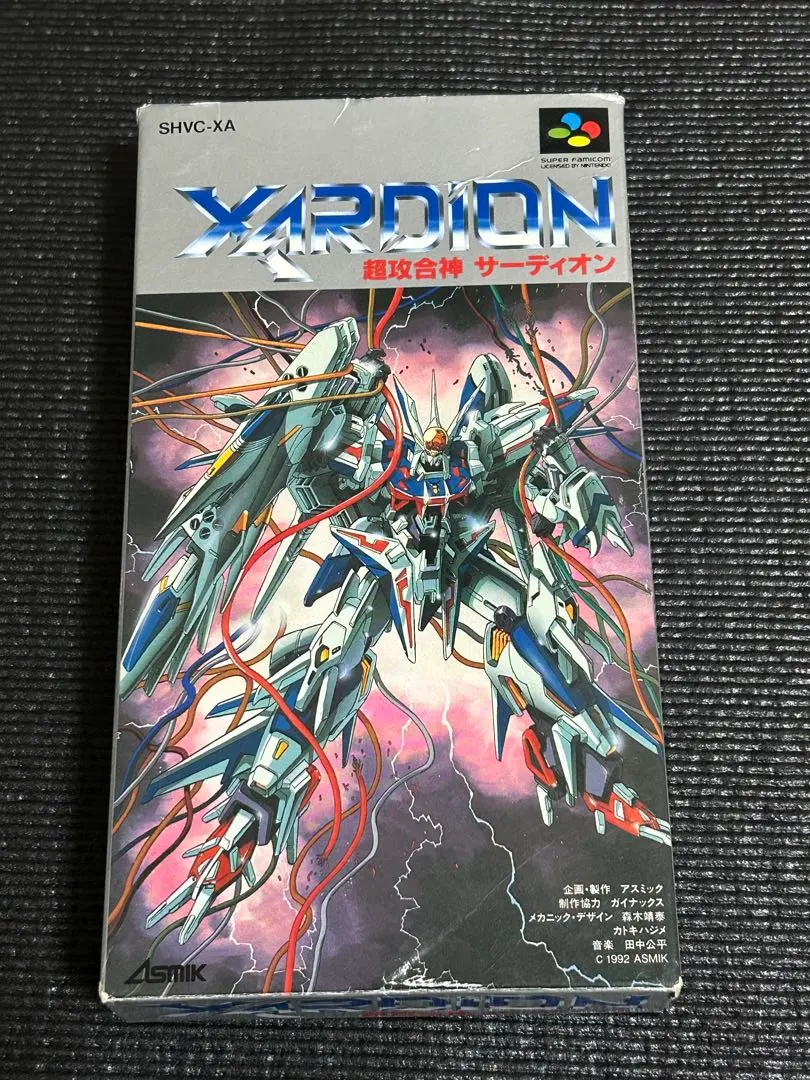 SHVC-XA
SUPER FAMICOM
LICENSED BY NINTENDO
XARDION
超攻合神 サーディオン
企画・製作 アスミック
制作協力 ガイナックス
メカニック・デザイン 森木靖泰
カトキハジメ
音楽 田中公平
© 1992 ASMIK
ASMIK
XARDION